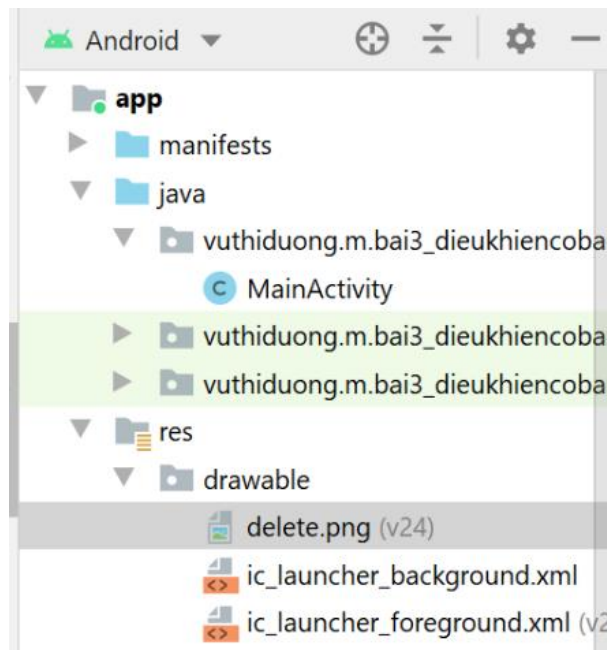 Android
app
manifests
java
vuthiduong.m.bai3_dieukhiencoba
C MainActivity
vuthiduong.m.bai3_dieukhiencoba
vuthiduong.m.bai3_dieukhiencoba
res
drawable
delete.png (v24)
ic_launcher_background.xml
ic_launcher_foreground.xml (v2